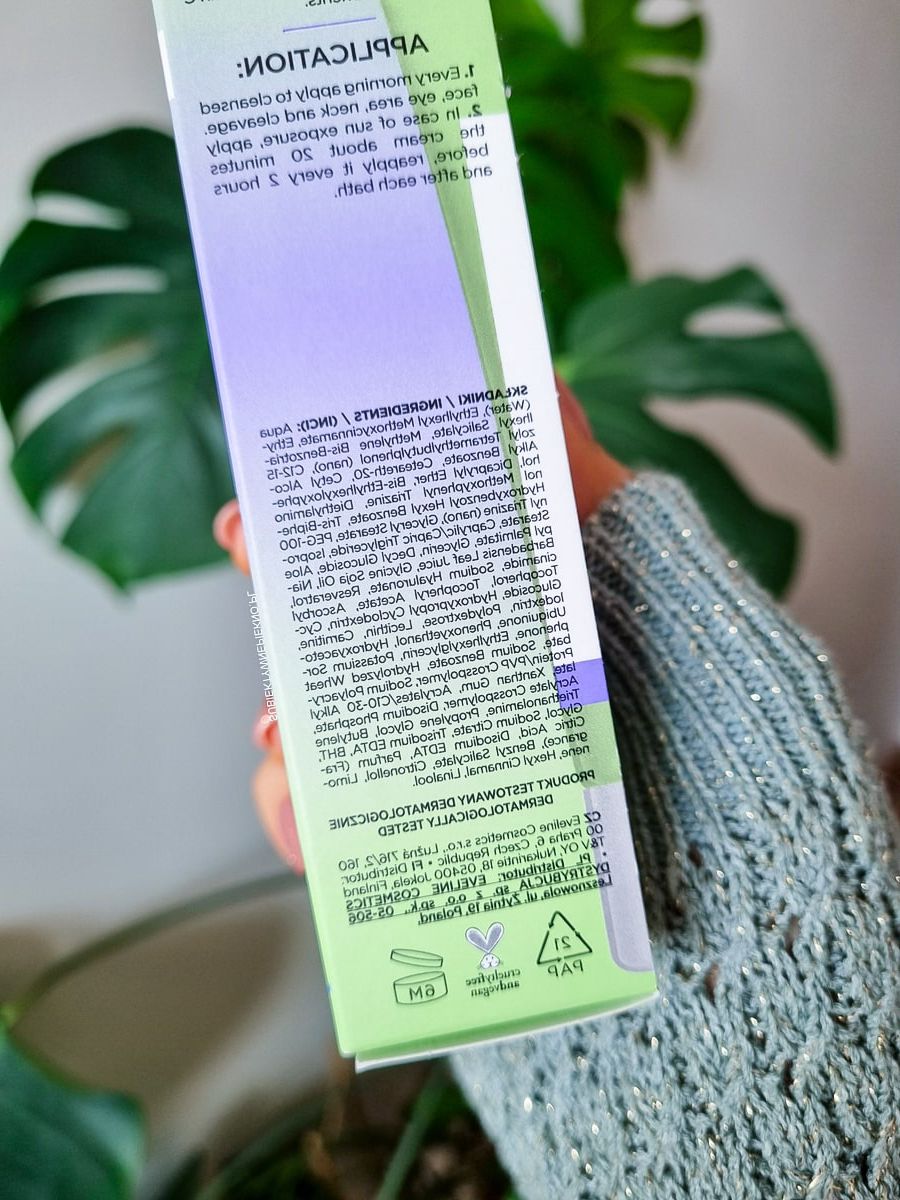 APPLICATION:
1. Every morning apply to cleansed
face, eye area, neck and cleavage.
2. In case of sun exposure, apply
the cream about 20 minutes
before, reapply it every 2 hours
and after each bath.
SKŁADNIKI / INGREDIENTS / (INCI): Aqua
(Water), Ethylhexyl Methoxycinnamate, Ethy-
lhexyl Salicylate, Methylene Bis-Benzotria-
zolyl Tetramethylbutylphenol (nano), C12-15
Alkyl Benzoate, Ceteareth-20, Cetyl Alco-
hol, Dicaprylyl Ether, Bis-Ethylhexyloxyphe-
nol Methoxyphenyl Triazine, Diethylamino
Hydroxybenzoyl Hexyl Benzoate, Tris-Biphe-
nyl Triazine (nano), Glyceryl Stearate, PEG-100
Stearate, Caprylic/Capric Triglyceride, Isopro-
pyl Palmitate, Glycerin, Decyl Glucoside, Aloe
Barbadensis Leaf Juice, Glycine Soja Oil, Nia-
cinamide, Sodium Hyaluronate, Resveratrol,
Tocopherol, Tocopheryl Acetate, Ascorbyl
Glucoside, Hydroxypropyl Cyclodextrin, Cyc-
lodextrin, Polydextrose, Lecithin, Carnitine,
Ubiquinone, Phenoxyethanol, Hydroxyaceto-
phenone, Ethylhexylglycerin, Potassium Sor-
bate, Sodium Benzoate, Hydrolyzed Wheat
Protein/PVP Crosspolymer, Sodium Polyacry-
late, Xanthan Gum, Acrylates/C10-30 Alkyl
Acrylate Crosspolymer, Disodium Phosphate,
Triethanolamine, Propylene Glycol, Butylene
Glycol, Sodium Citrate, Trisodium EDTA, BHT,
Citric Acid, Disodium EDTA, Parfum (Fra-
grance), Benzyl Salicylate, Citronellol, Limo-
nene, Hexyl Cinnamal, Linalool.
PRODUKT TESTOWANY DERMATOLOGICZNIE
DERMATOLOGICALLY TESTED
CZ Eveline Cosmetics s.r.o., Lužná 716/2, 160
00 Praha 6, Czech Republic • FI Distributor:
T&V OY Nukarintie 18, 05400 Jokela, Finland
• PL Distributor: EVELINE COSMETICS
DYSTRYBUCJA sp. z o.o. sp.k., 05-506
Lesznowola, ul. Żytnia 19, Poland.
21
PAP
crueltyfree
andvegan
6M